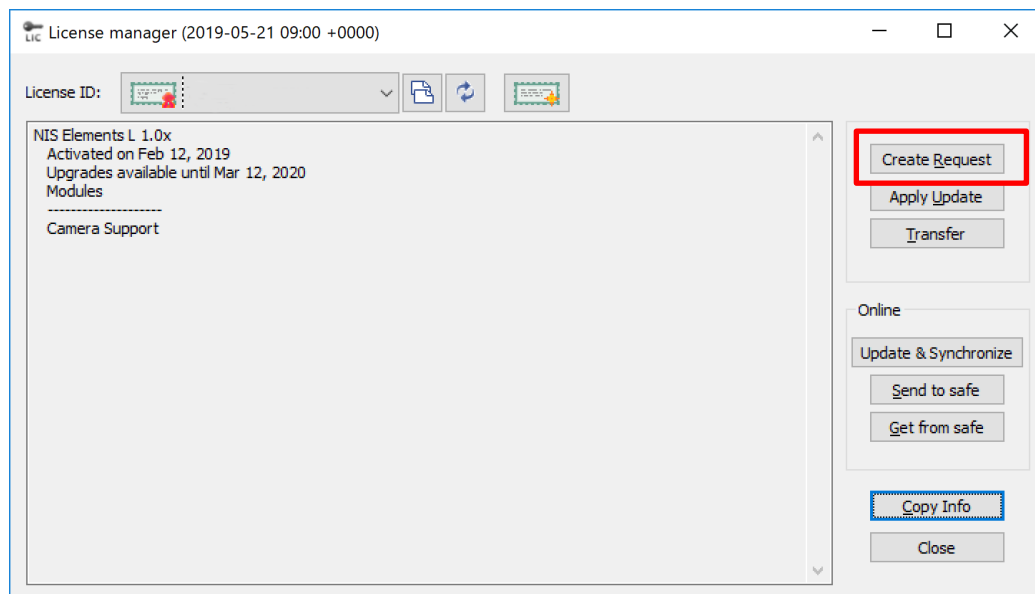 LIC License manager (2019-05-21 09:00 +0000)
License ID:
NIS Elements L 1.0x
Activated on Feb 12, 2019
Upgrades available until Mar 12, 2020
Modules
--------------------
Camera Support
Create Request
Apply Update
Transfer
Online
Update & Synchronize
Send to safe
Get from safe
Copy Info
Close